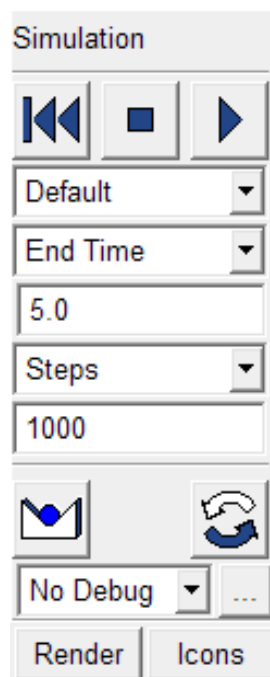 Simulation
Default
End Time
5.0
Steps
1000
No Debug ...
Render Icons